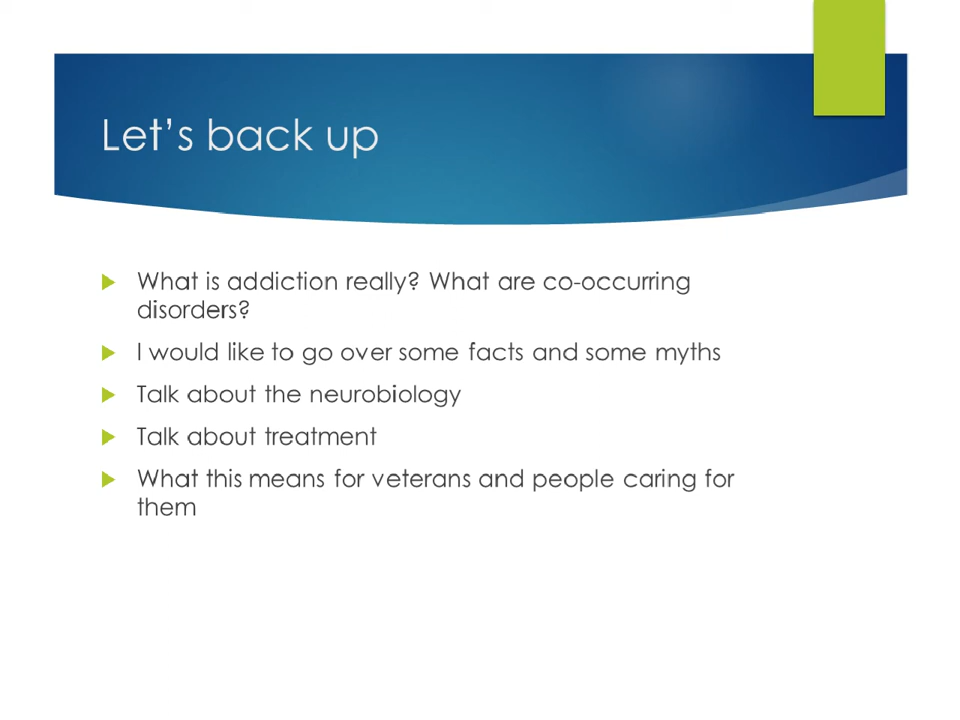 Let’s back up
What is addiction really? What are co-occurring
disorders?
I would like to go over some facts and some myths
Talk about the neurobiology
Talk about treatment
What this means for veterans and people caring for
them